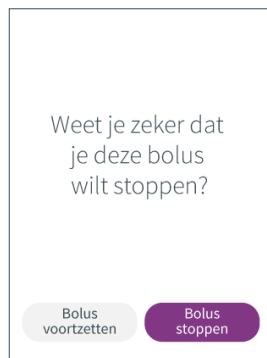 Weet je zeker dat
je deze bolus
wilt stoppen?
Bolus
voortzetten
Bolus
stoppen